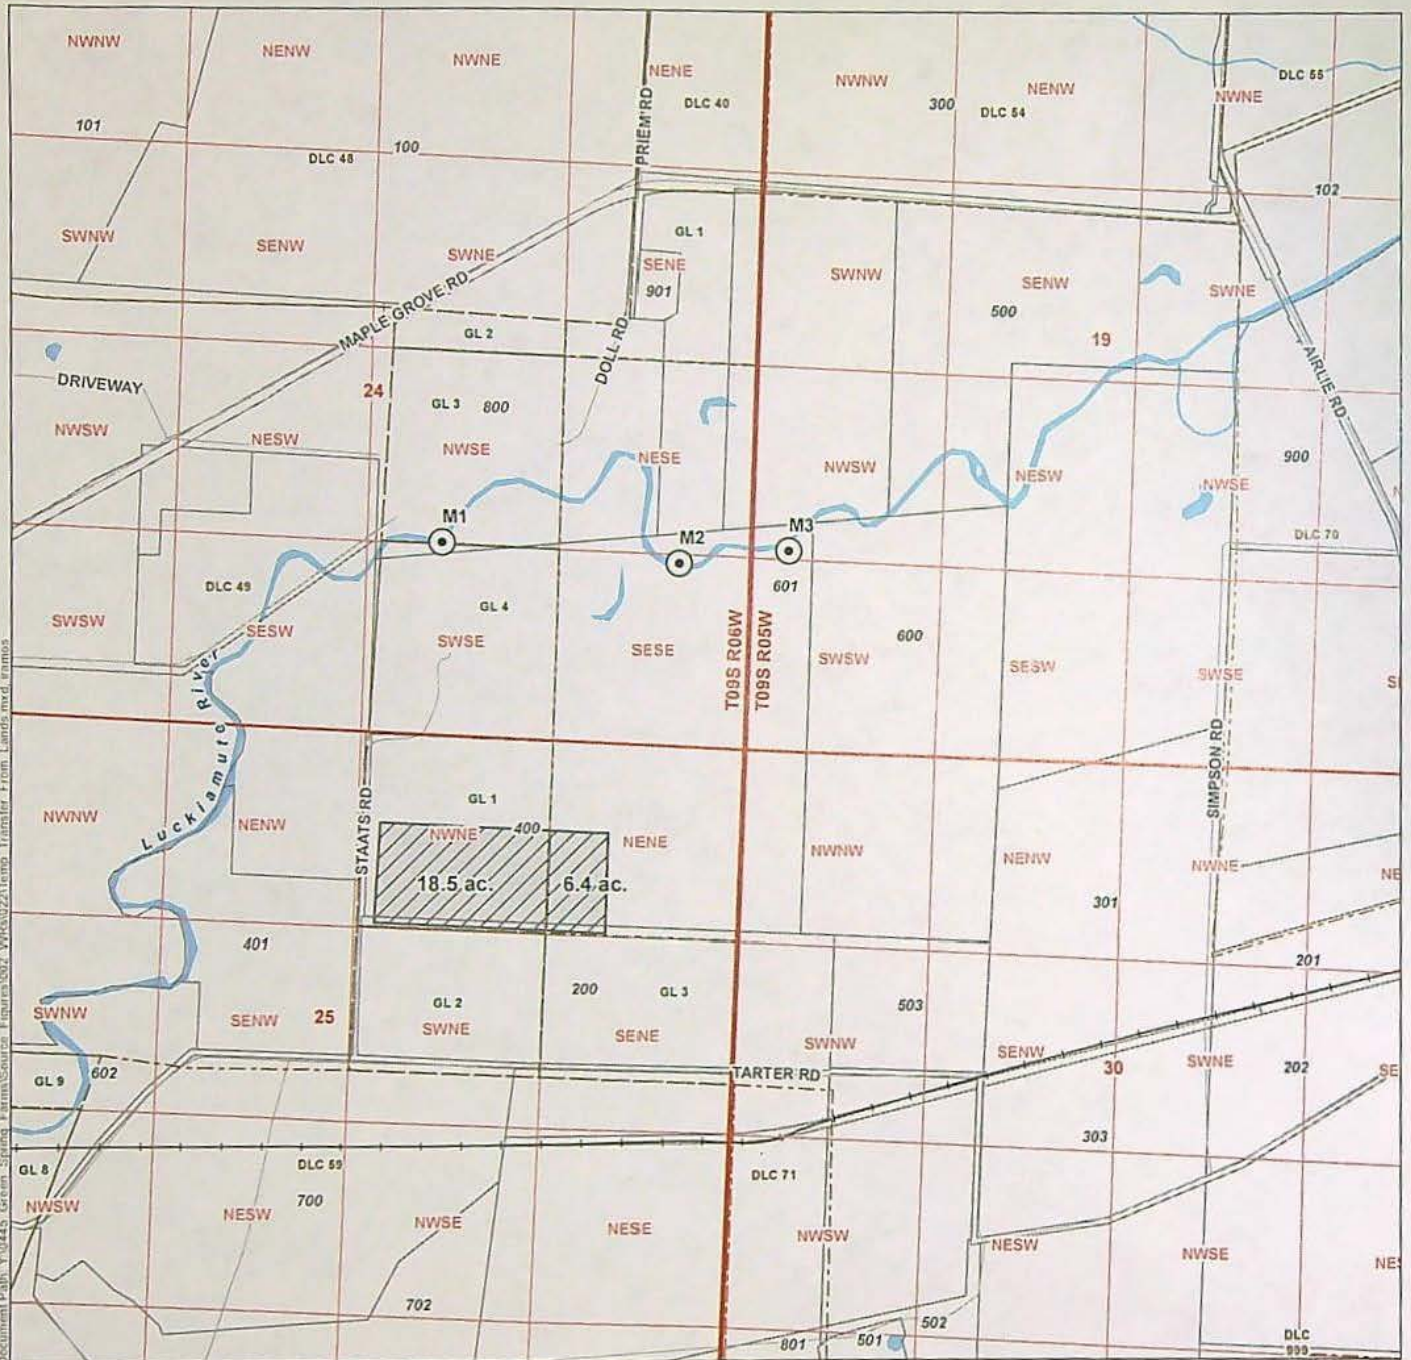 NWNW
NENW
NWNE
NENE
NWNW
NENW
NWNE
DLC 55
DLC 40
300
DLC 54
101
DLC 48
100
PRIEM RD
102
SWNW
SENW
SWNE
GL 1
SENE
901
SWNW
SENW
SWNE
500
19
MAPLE GROVE RD
GL 2
DOLL RD
AIRLIE RD
DRIVEWAY
24
GL 3
800
NWSW
NESW
NWSE
NESE
NWSW
NESW
NWSE
900
M1
M2
M3
DLC 70
DLC 49
601
GL 4
600
SWSW
SESW
SWSE
SESE
T09S R06W
T09S R05W
SWSW
SESW
SWSE
Luckiamute River
SIMPSON RD
STAATS RD
GL 1
NWNW
NENW
NWNE
400
NENE
NWNW
NENW
NWNE
NE
18.5 ac.
6.4 ac.
301
401
201
GL 2
200
GL 3
503
SWNW
SENW
25
SWNE
SENE
SWNW
SENW
30
SWNE
202
SE
GL 9
602
TARTER RD
303
GL 8
DLC 59
DLC 71
NWSW
NESW
700
NWSE
NESE
NWSW
NESW
NWSE
702
801
501
502
DLC
999